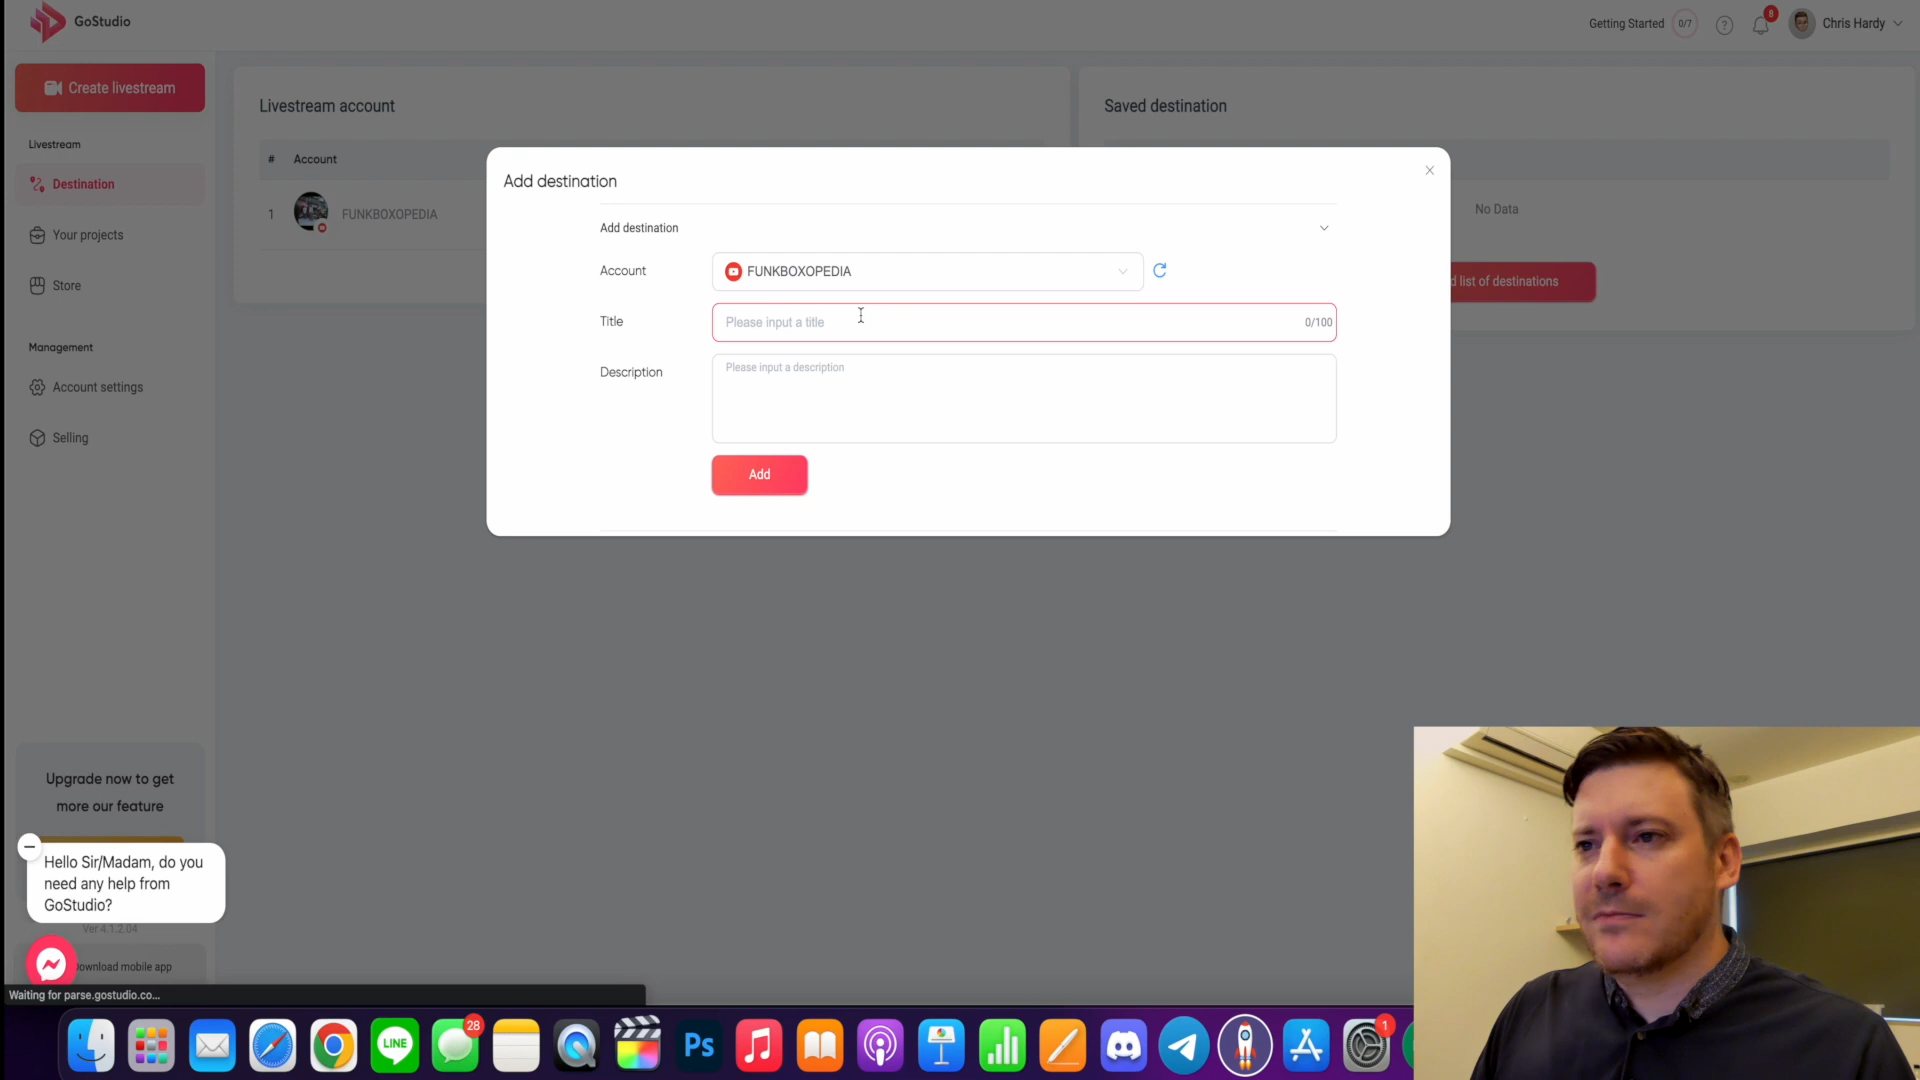 GoStudio
Getting Started
0/7
?
8
Chris Hardy
Create livestream
Livestream
Destination
Your projects
Store
Management
Account settings
Selling
Livestream account
# Account
1 FUNKBOXOPEDIA
Saved destination
No Data
d list of destinations
Add destination
Add destination
Account
FUNKBOXOPEDIA
Title
Please input a title
0/100
Description
Please input a description
Add
Upgrade now to get
more our feature
Hello Sir/Madam, do you
need any help from
GoStudio?
Ver 4.1.2.04
ownload mobile app
Waiting for parse.gostudio.co...
LINE
28
Ps
1